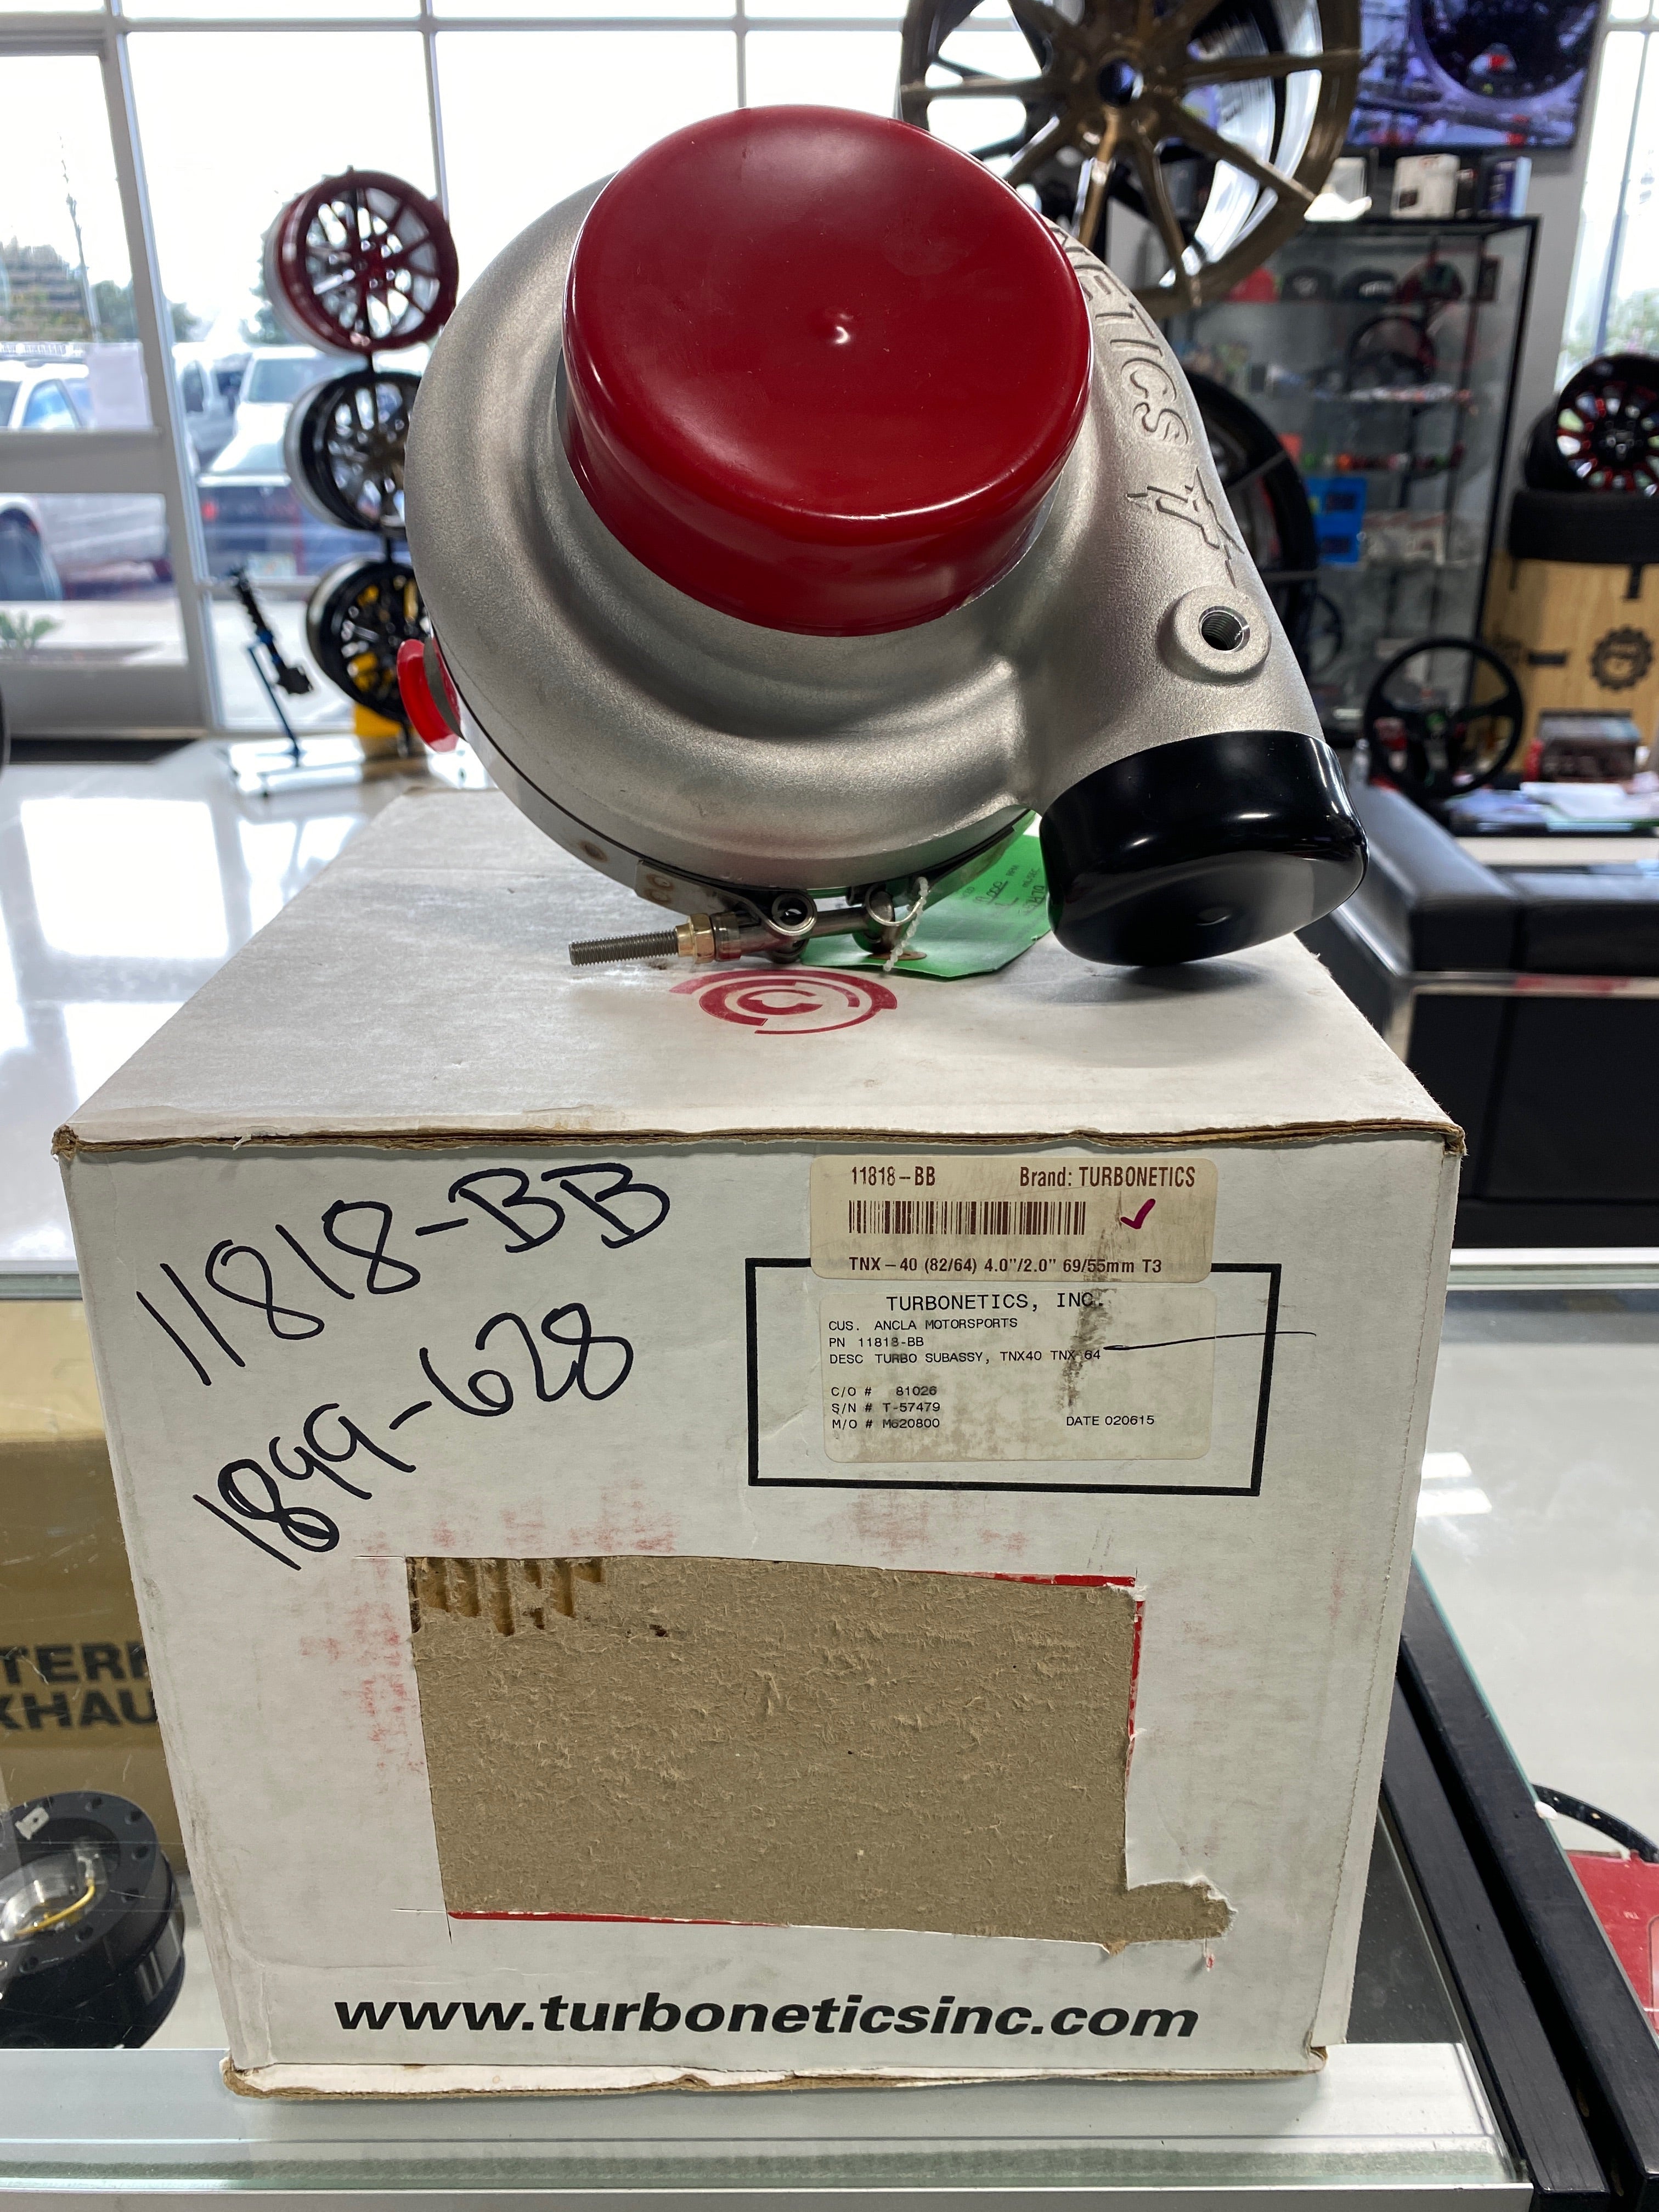 11818-BB
1899-628
11818-BB Brand: TURBONETICS
TNX-40 (82/64) 4.0"/2.0" 69/55mm T3
TURBONETICS, INC.
CUS. ANCLA MOTORSPORTS
PN 11818-BB
DESC TURBO SUBASSY, TNX40 TNX 64
C/O # 81026
S/N # T-57479
M/O # M620800 DATE 020615
www.turboneticsinc.com